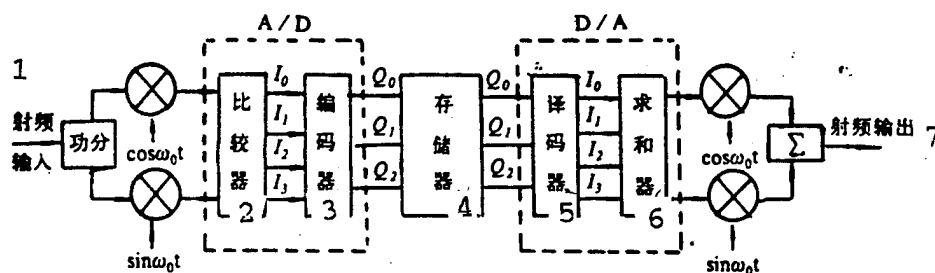 A/D
D/A
1
射频
输入
功分
cosω₀t
sinω₀t
比较器
2
I₀
I₁
I₂
I₃
编码器
3
Q₀
Q₁
Q₂
存储器
4
Q₀
Q₁
Q₂
译码器
5
I₀
I₁
I₂
I₃
求和器
6
cosω₀t
sinω₀t
Σ
射频输出
7